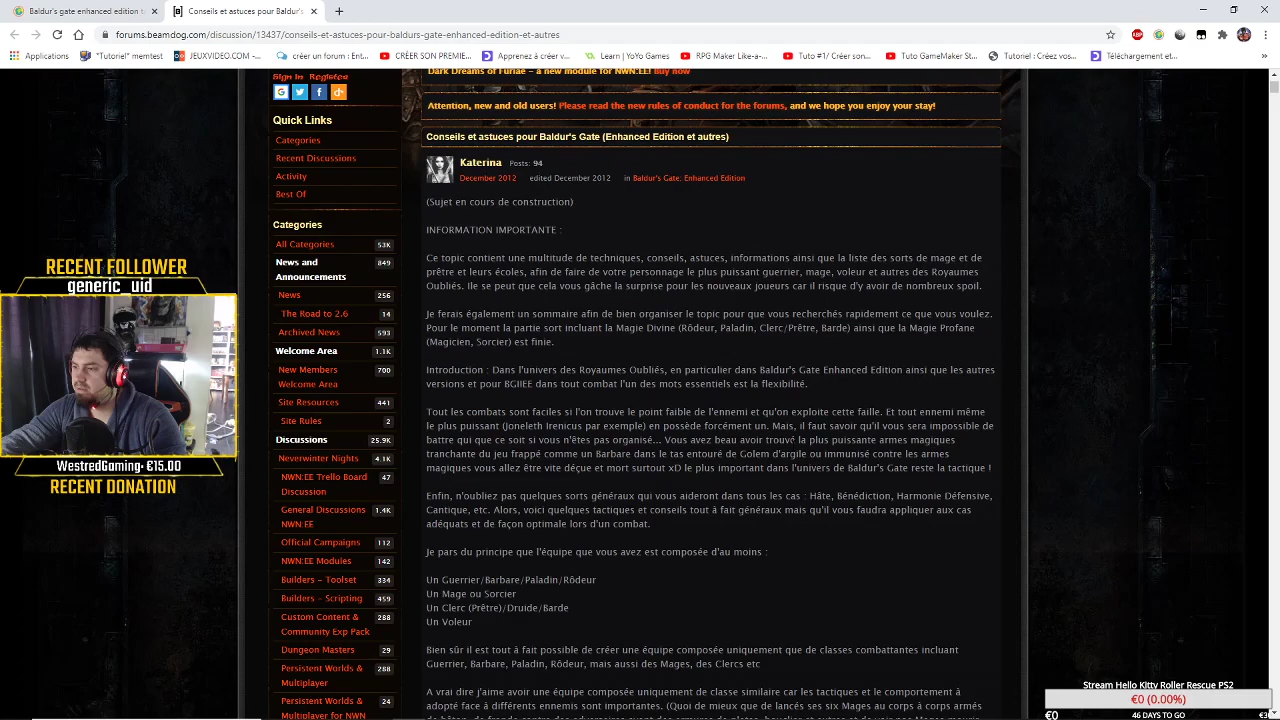 édition et autres)
Baldur's
forums.beamdog.com/discussion/13437/conseils-et-astuces-pour-baldurs-gate-enhanced-edition-et-autres/
Applications
*Tutoriel* memtest
JEUXVIDEO.COM –...
créer un forum : En...
CRÉER SON PREMIE...
Apprenez à créer v...
Learn | YoYo Games
RPG Maker Like-a-...
Tuto #1/ Créer son...
Tuto GameMaker St...
Tutoriel : Créez vos...
Téléchargement et...
Sign In Register
Dark Dreams of Furiae – a new module for NWN:EE! Buy now
Attention, new and old users! Please read the new rules of conduct for the forums, and we hope you enjoy your stay!
Quick Links
Categories
Recent Discussions
Activity
Best Of
Categories
All Categories 53K
News and Announcements 849
News 256
The Road to 2.6 14
Archived News 593
Welcome Area 1.1K
New Members Welcome Area 700
Site Resources 441
Site Rules 2
Discussions 25.9K
Neverwinter Nights 4.1K
NWN:EE Trello Board Discussion 47
General Discussions NWN:EE 1.4K
Official Campaigns 112
NWN:EE Modules 142
Builders – Toolset 334
Builders – Scripting 459
Custom Content & Community Exp Pack 288
Dungeon Masters 29
Persistent Worlds & Multiplayer 288
Persistent Worlds & Multiplayer for NWN 24
Conseils et astuces pour Baldur's Gate (Enhanced Edition et autres)
Katerina Posts: 94
December 2012 edited December 2012 in Baldur's Gate: Enhanced Edition
(Sujet en cours de construction)
INFORMATION IMPORTANTE :
Ce topic contient une multitude de techniques, conseils, astuces, informations ainsi que la liste des sorts de mage et de
prêtre et leurs écoles, afin de faire de votre personnage le plus puissant guerrier, mage, voleur et autres des Royaumes
Oubliés. Ile se peut que cela vous gâche la surprise pour les nouveaux joueurs car il risque d'y avoir de nombreux spoil.
Je ferais également un sommaire afin de bien organiser le topic pour que vous recherchés rapidement ce que vous voulez.
Pour le moment la partie sort incluant la Magie Divine (Rôdeur, Paladin, Clerc/Prêtre, Barde) ainsi que la Magie Profane
(Magicien, Sorcier) est finie.
Introduction : Dans l'univers des Royaumes Oubliés, en particulier dans Baldur's Gate Enhanced Edition ainsi que les autres
versions et pour BGIIEE dans tout combat l'un des mots essentiels est la flexibilité.
Tout les combats sont faciles si l'on trouve le point faible de l'ennemi et qu'on exploite cette faille. Et tout ennemi même
le plus puissant (Joneleth Irenicus par exemple) en possède forcément un. Mais, il faut savoir qu'il vous sera impossible de
battre qui que ce soit si vous n'êtes pas organisé... Vous avez beau avoir trouvé la plus puissante armes magiques
tranchante du jeu frappé comme un Barbare dans le tas entouré de Golem d'argile ou immunisé contre les armes
magiques vous allez être vite déçue et mort surtout xD le plus important dans l'univers de Baldur's Gate reste la tactique !
Enfin, n'oubliez pas quelques sorts généraux qui vous aideront dans tous les cas : Hâte, Bénédiction, Harmonie Défensive,
Cantique, etc. Alors, voici quelques tactiques et conseils tout à fait généraux mais qu'il vous faudra appliquer aux cas
adéquats et de façon optimale lors d'un combat.
Je pars du principe que l'équipe que vous avez est composée d'au moins :
Un Guerrier/Barbare/Paladin/Rôdeur
Un Mage ou Sorcier
Un Clerc (Prêtre)/Druide/Barde
Un Voleur
Bien sûr il est tout à fait possible de créer une équipe composée uniquement que de classes combattantes incluant
Guerrier, Barbare, Paladin, Rôdeur, mais aussi des Mages, des Clercs etc
A vrai dire j'aime avoir une équipe composée uniquement de classe similaire car les tactiques et le comportement à
adopté face à différents ennemis sont importantes. (Quoi de mieux que de lancés ses six Mages au corps à corps armés
RECENT FOLLOWER
generic_uid
WestredGaming• €15.00
RECENT DONATION
Stream Hello Kitty Roller Rescue PS2
€0 (0.00%)
€0 46 DAYS TO GO